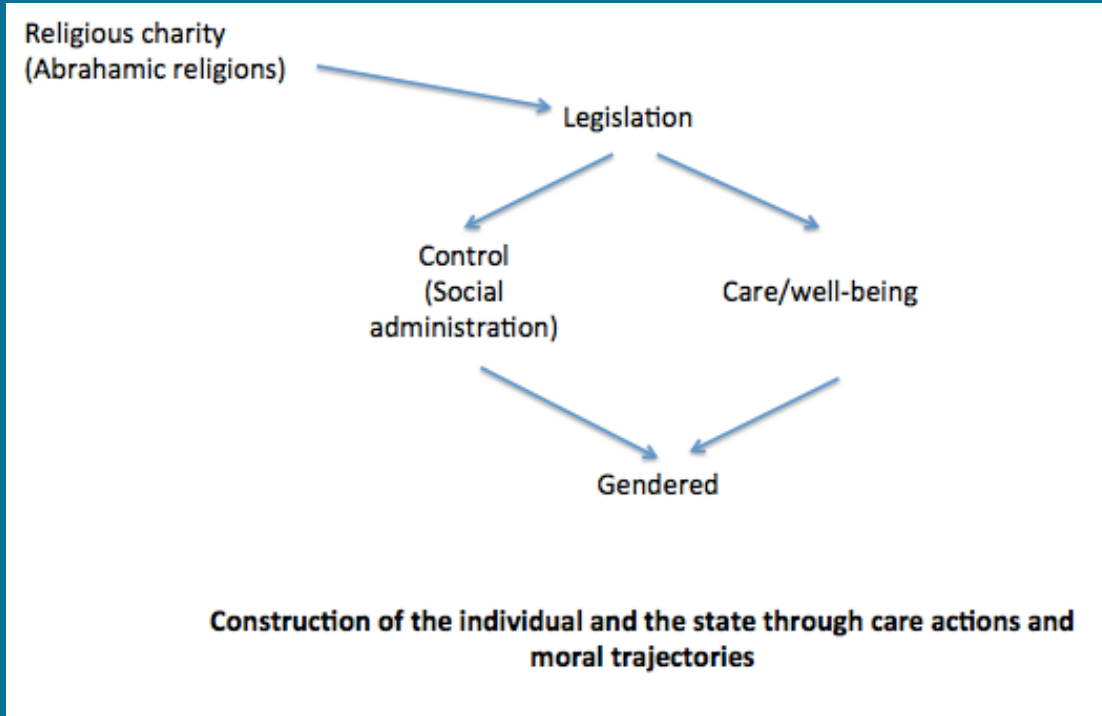 Religious charity
(Abrahamic religions)
Legislation
Control
(Social
administration)
Care/well-being
Gendered
Construction of the individual and the state through care actions and
moral trajectories